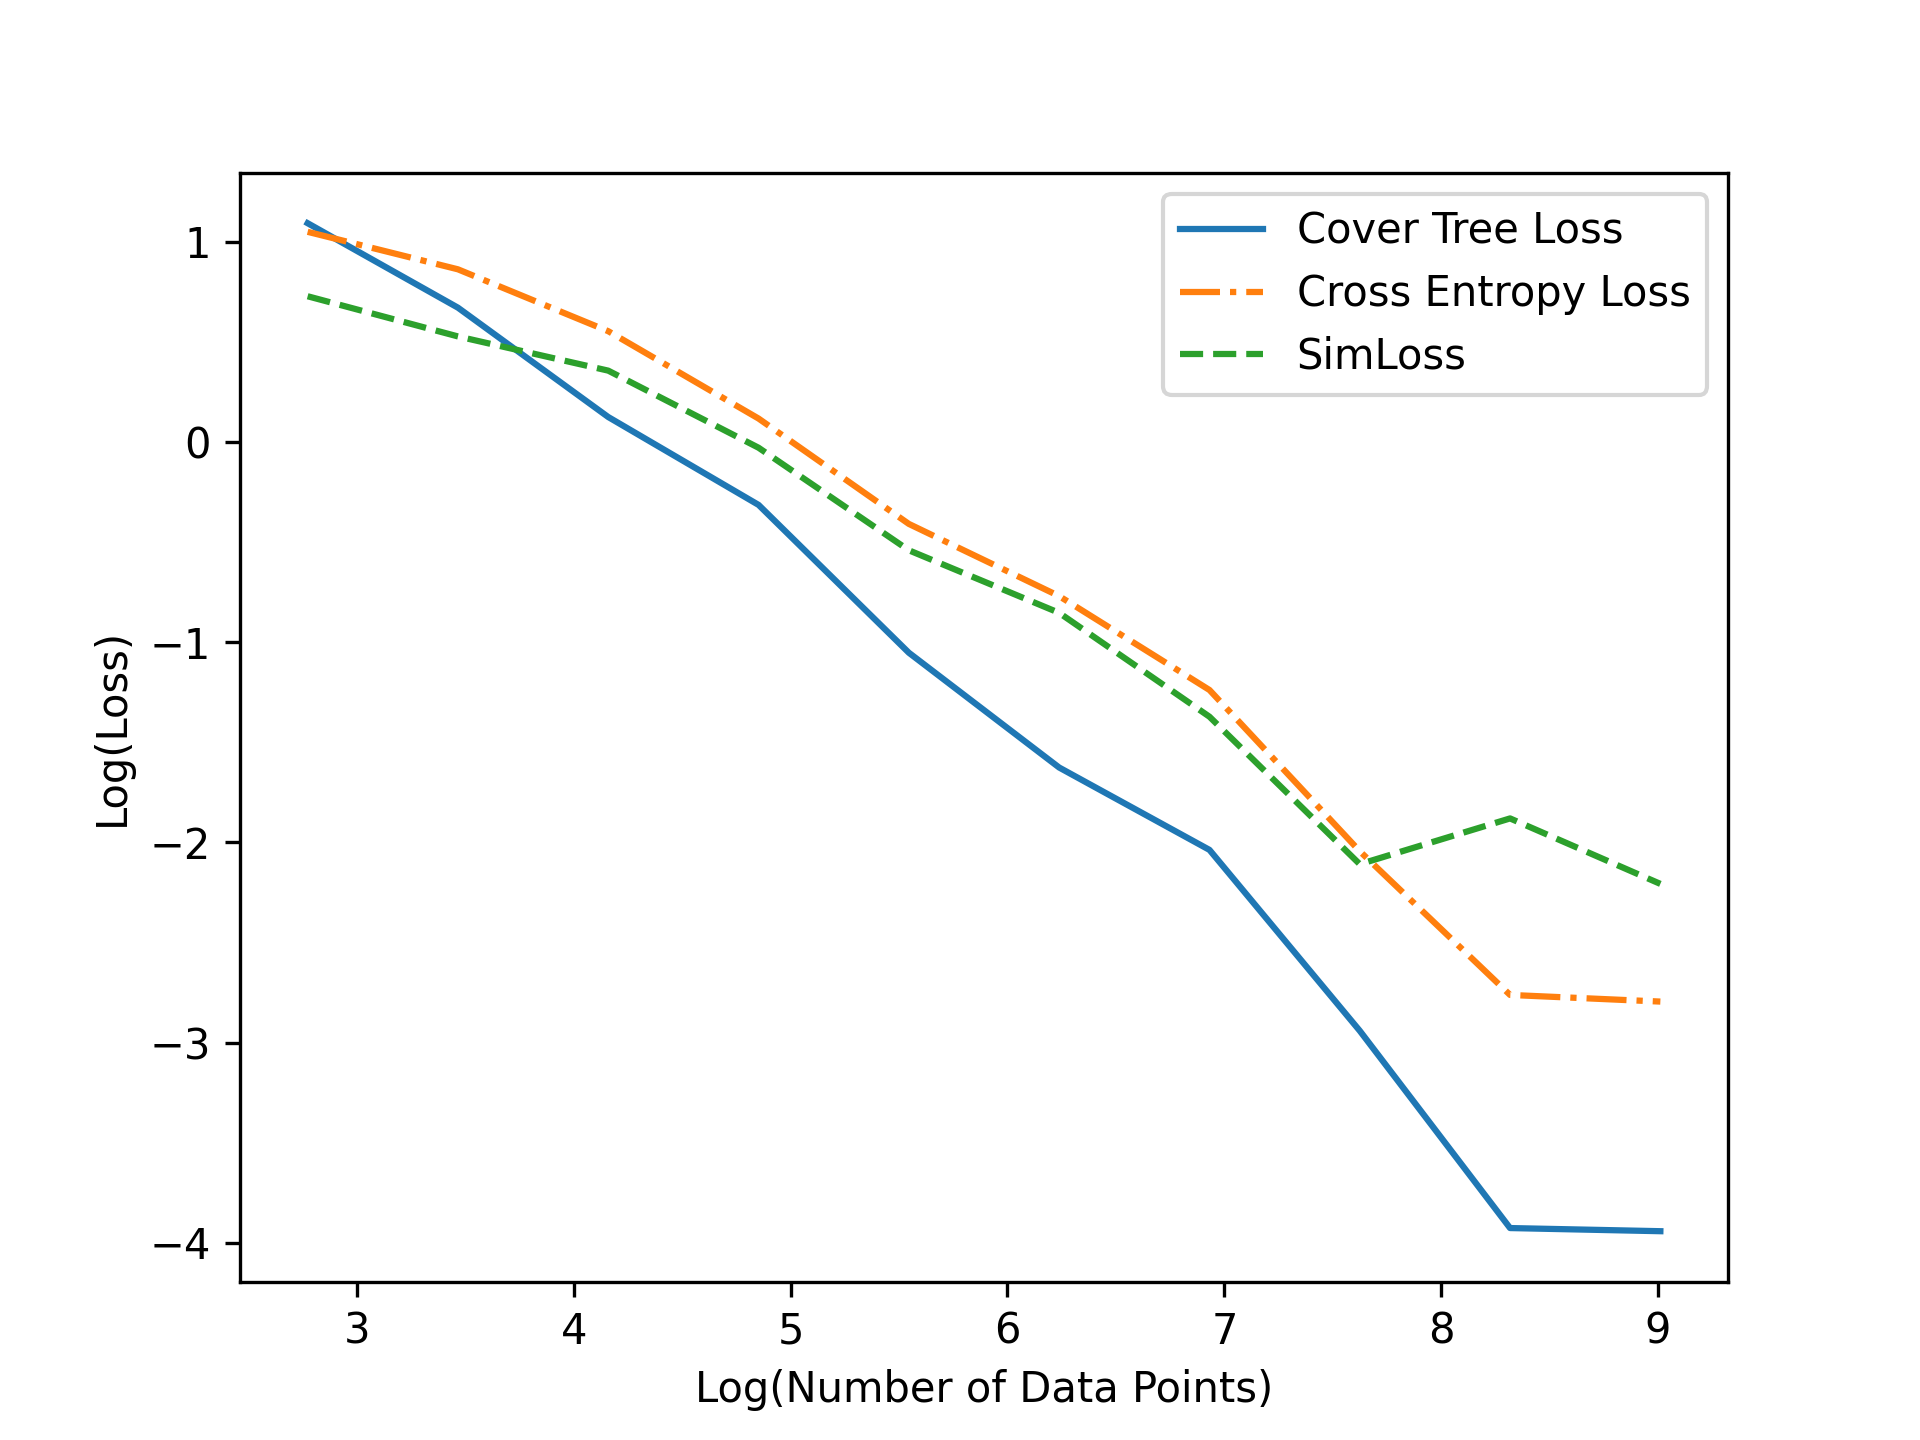 Cover Tree Loss
Cross Entropy Loss
SimLoss
1
0
−1
−2
−3
−4
Log(Loss)
3 4 5 6 7 8 9
Log(Number of Data Points)